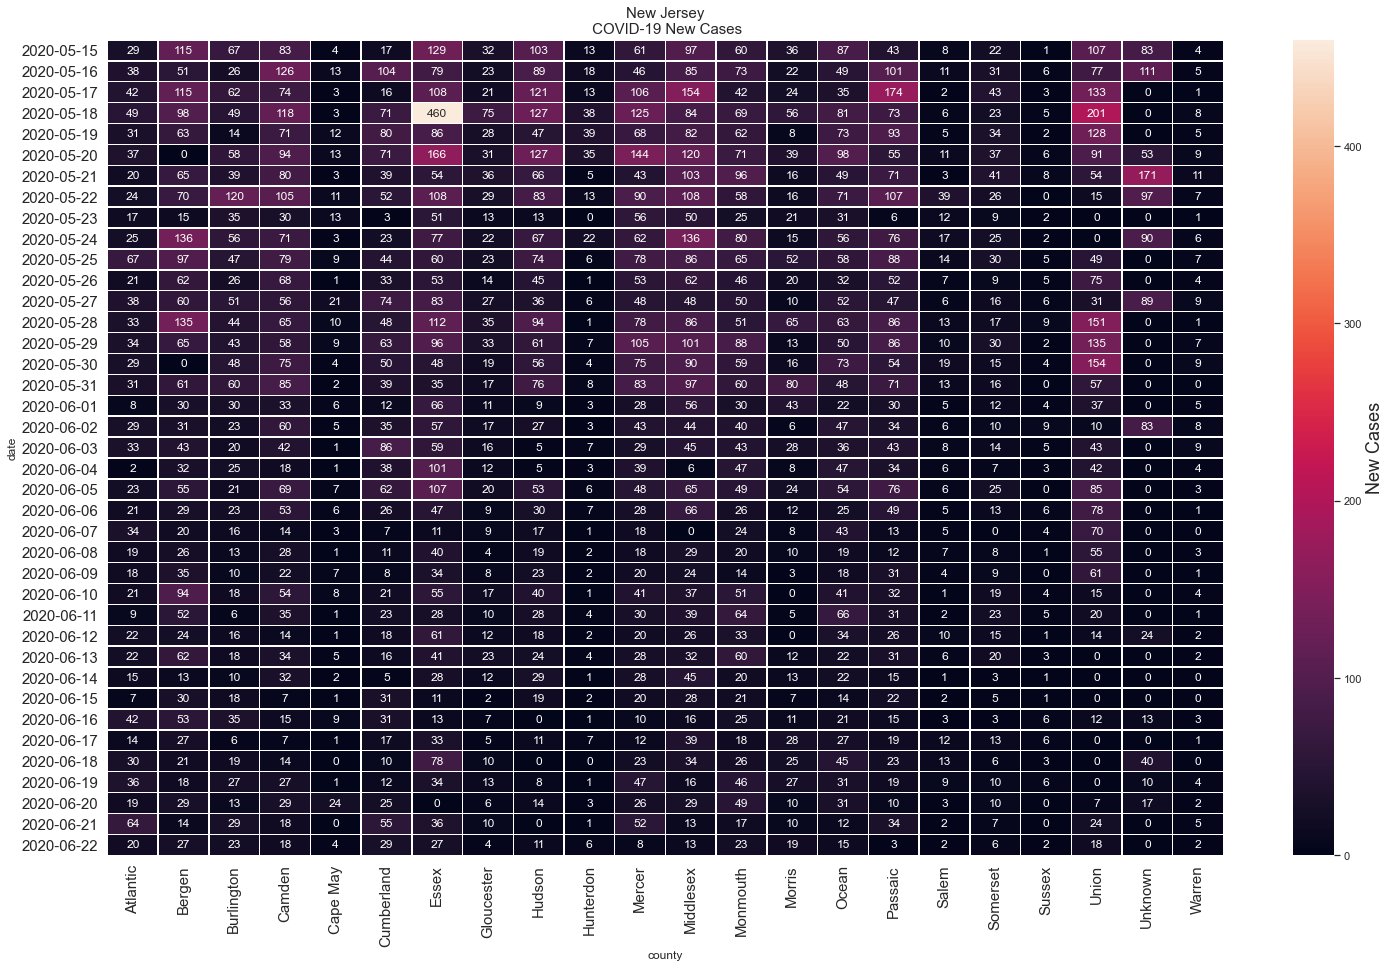 New Jersey
COVID-19 New Cases
2020-05-15 29 115 67 83 4 17 129 32 103 13 61 97 60 36 87 43 8 22 1 107 83 4
2020-05-16 38 51 26 126 13 104 79 23 89 18 46 85 73 22 49 101 11 31 6 77 111 5
2020-05-17 42 115 62 74 3 16 108 21 121 13 106 154 42 24 35 174 2 43 3 133 0 1
2020-05-18 49 98 49 118 3 71 460 75 127 38 125 84 69 56 81 73 6 23 5 201 0 8
2020-05-19 31 63 14 71 12 80 86 28 47 39 68 82 62 8 73 93 5 34 2 128 0 5
2020-05-20 37 0 58 94 13 71 166 31 127 35 144 120 71 39 98 55 11 37 6 91 53 9
2020-05-21 20 65 39 80 3 39 54 36 66 5 43 103 96 16 49 71 3 41 8 54 171 11
2020-05-22 24 70 120 105 11 52 108 29 83 13 90 108 58 16 71 107 39 26 0 15 97 7
2020-05-23 17 15 35 30 13 3 51 13 13 0 56 50 25 21 31 6 12 9 2 0 0 1
2020-05-24 25 136 56 71 3 23 77 22 67 22 62 136 80 15 56 76 17 25 2 0 90 6
2020-05-25 67 97 47 79 9 44 60 23 74 6 78 86 65 52 58 88 14 30 5 49 0 7
2020-05-26 21 62 26 68 1 33 53 14 45 1 53 62 46 20 32 52 7 9 5 75 0 4
2020-05-27 38 60 51 56 21 74 83 27 36 6 48 48 50 10 52 47 6 16 6 31 89 9
2020-05-28 33 135 44 65 10 48 112 35 94 1 78 86 51 65 63 86 13 17 9 151 0 1
2020-05-29 34 65 43 58 9 63 96 33 61 7 105 101 88 13 50 86 10 30 2 135 0 7
2020-05-30 29 0 48 75 4 50 48 19 56 4 75 90 59 16 73 54 19 15 4 154 0 9
2020-05-31 31 61 60 85 2 39 35 17 76 8 83 97 60 80 48 71 13 16 0 57 0 0
2020-06-01 8 30 30 33 6 12 66 11 9 3 28 56 30 43 22 30 5 12 4 37 0 5
2020-06-02 29 31 23 60 5 35 57 17 27 3 43 44 40 6 47 34 6 10 9 10 83 8
2020-06-03 33 43 20 42 1 86 59 16 5 7 29 45 43 28 36 43 8 14 5 43 0 9
2020-06-04 2 32 25 18 1 38 101 12 5 3 39 6 47 8 47 34 6 7 3 42 0 4
2020-06-05 23 55 21 69 7 62 107 20 53 6 48 65 49 24 54 76 6 25 0 85 0 3
2020-06-06 21 29 23 53 6 26 47 9 30 7 28 66 26 12 25 49 5 13 6 78 0 1
2020-06-07 34 20 16 14 3 7 11 9 17 1 18 0 24 8 43 13 5 0 4 70 0 0
2020-06-08 19 26 13 28 1 11 40 4 19 2 18 29 20 10 19 12 7 8 1 55 0 3
2020-06-09 18 35 10 22 7 8 34 8 23 2 20 24 14 3 18 31 4 9 0 61 0 1
2020-06-10 21 94 18 54 8 21 55 17 40 1 41 37 51 0 41 32 1 19 4 15 0 4
2020-06-11 9 52 6 35 1 23 28 10 28 4 30 39 64 5 66 31 2 23 5 20 0 1
2020-06-12 22 24 16 14 1 18 61 12 18 2 20 26 33 0 34 26 10 15 1 14 24 2
2020-06-13 22 62 18 34 5 16 41 23 24 4 28 32 60 12 22 31 6 20 3 0 0 2
2020-06-14 15 13 10 32 2 5 28 12 29 1 28 45 20 13 22 15 1 3 1 0 0 0
2020-06-15 7 30 18 7 1 31 11 2 19 2 20 28 21 7 14 22 2 5 1 0 0 0
2020-06-16 42 53 35 15 9 31 13 7 0 1 10 16 25 11 21 15 3 3 6 12 13 3
2020-06-17 14 27 6 7 1 17 33 5 11 7 12 39 18 28 27 19 12 13 6 0 0 1
2020-06-18 30 21 19 14 0 10 78 10 0 0 23 34 26 25 45 23 13 6 3 0 40 0
2020-06-19 36 18 27 27 1 12 34 13 8 1 47 16 46 27 31 19 9 10 6 0 10 4
2020-06-20 19 29 13 29 24 25 0 6 14 3 26 29 49 10 31 10 3 10 0 7 17 2
2020-06-21 64 14 29 18 0 55 36 10 0 1 52 13 17 10 12 34 2 7 0 24 0 5
2020-06-22 20 27 23 18 4 29 27 4 11 6 8 13 23 19 15 3 2 6 2 18 0 2
date
Atlantic Bergen Burlington Camden Cape May Cumberland Essex Gloucester Hudson Hunterdon Mercer Middlesex Monmouth Morris Ocean Passaic Salem Somerset Sussex Union Unknown Warren
county
400
300
200
100
0
New Cases